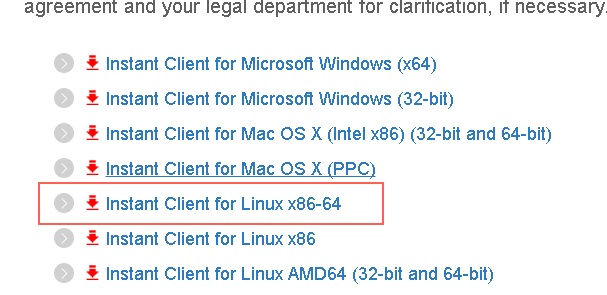 agreement and your legal department for clarification, if necessary.
Instant Client for Microsoft Windows (x64)
Instant Client for Microsoft Windows (32-bit)
Instant Client for Mac OS X (Intel x86) (32-bit and 64-bit)
Instant Client for Mac OS X (PPC)
Instant Client for Linux x86-64
Instant Client for Linux x86
Instant Client for Linux AMD64 (32-bit and 64-bit)